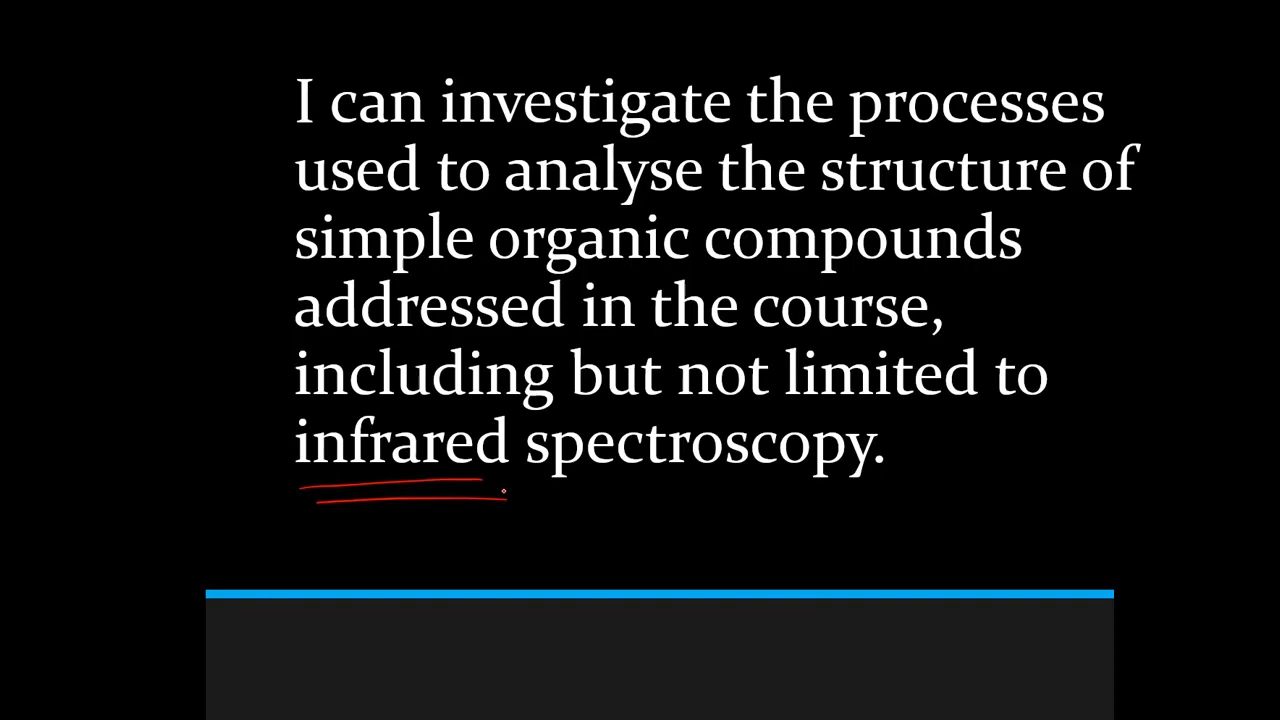 I can investigate the processes
used to analyse the structure of
simple organic compounds
addressed in the course,
including but not limited to
infrared spectroscopy.